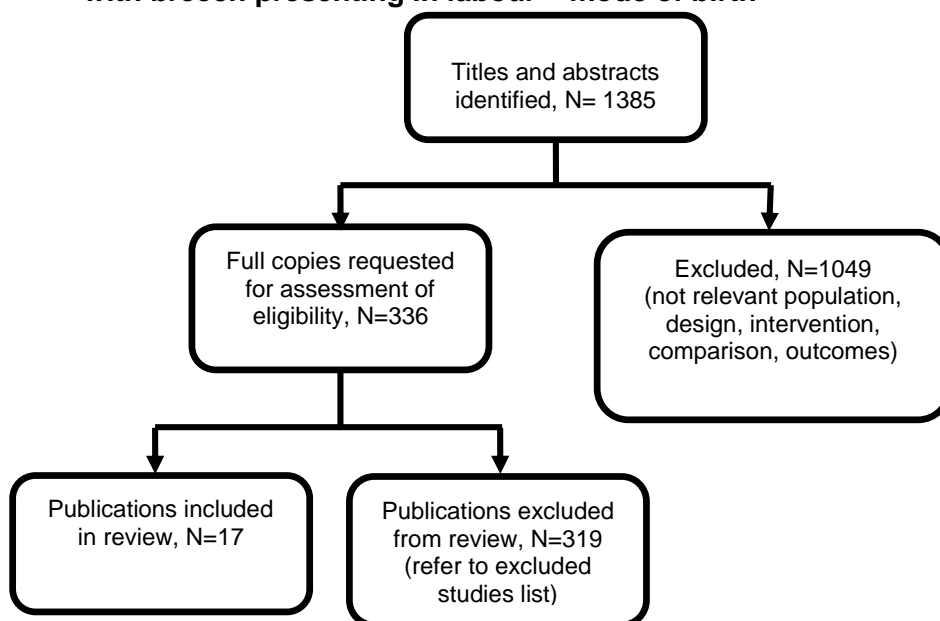 with breech presenting in labour – mode of birth
Titles and abstracts
identified, N= 1385
Full copies requested
for assessment of
eligibility, N=336
Excluded, N=1049
(not relevant population,
design, intervention,
comparison, outcomes)
Publications included
in review, N=17
Publications excluded
from review, N=319
(refer to excluded
studies list)